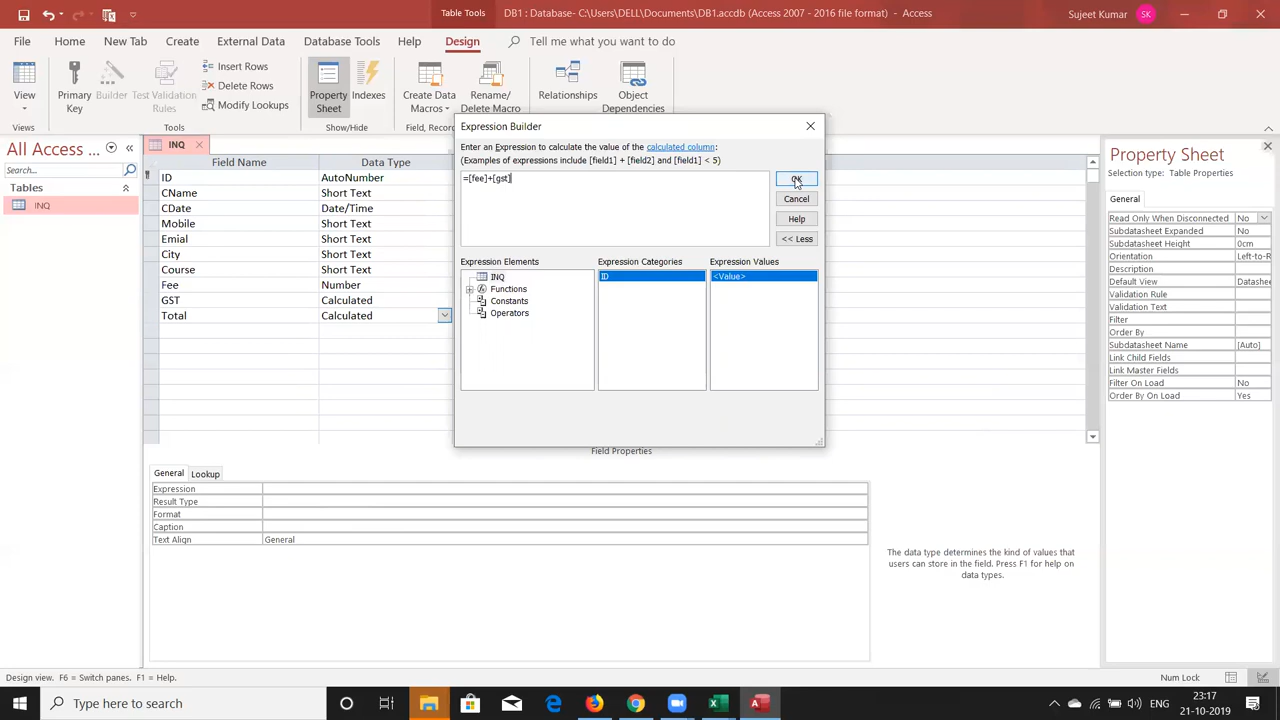 Table Tools
DB1 : Database- C:\Users\DELL\Documents\DB1.accdb (Access 2007 - 2016 file format) - Access
Sujeet Kumar
SK
File Home New Tab Create External Data Database Tools Help Design Tell me what you want to do
View
Primary Key
Builder
Test Validation Rules
Insert Rows
Delete Rows
Modify Lookups
Property Sheet
Indexes
Create Data Macros
Rename/ Delete Macro
Relationships
Object Dependencies
Views
Tools
Show/Hide
Field, Record,
All Access ...
Search...
Tables
INQ
INQ
Field Name Data Type
ID AutoNumber
CName Short Text
CDate Date/Time
Mobile Short Text
Emial Short Text
City Short Text
Course Short Text
Fee Number
GST Calculated
Total Calculated
Expression Builder
Enter an Expression to calculate the value of the calculated column:
(Examples of expressions include [field1] + [field2] and [field1] < 5)
=[fee]+[gst]
OK
Cancel
Help
<< Less
Expression Elements
Expression Categories
Expression Values
INQ
Functions
Constants
Operators
ID
<Value>
Field Properties
General Lookup
Expression
Result Type
Format
Caption
Text Align General
The data type determines the kind of values that
users can store in the field. Press F1 for help on
data types.
Property Sheet
Selection type: Table Properties
General
Read Only When Disconnected No
Subdatasheet Expanded No
Subdatasheet Height 0cm
Orientation Left-to-R
Description
Default View Datashee
Validation Rule
Validation Text
Filter
Order By
Subdatasheet Name [Auto]
Link Child Fields
Link Master Fields
Filter On Load No
Order By On Load Yes
Design view. F6 = Switch panes. F1 = Help.
Num Lock
Type here to search
23:17
21-10-2019